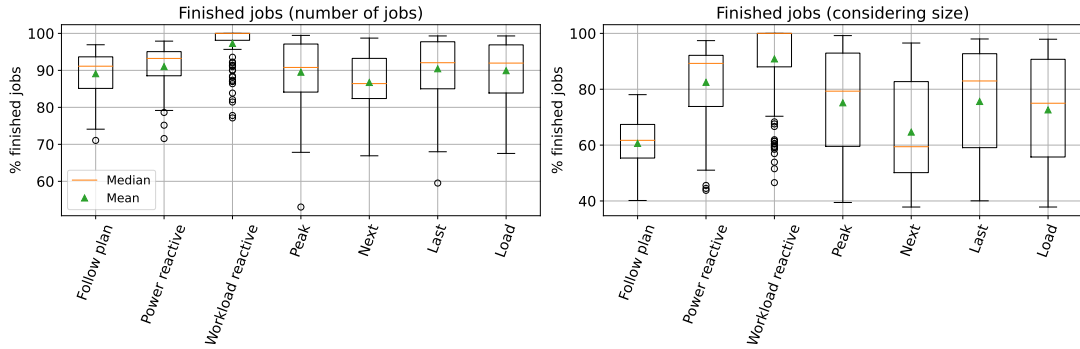 Finished jobs (number of jobs)
% finished jobs
100
90
80
70
60
Median
Mean
Follow plan
Power reactive
Workload reactive
Peak
Next
Last
Load
Finished jobs (considering size)
% finished jobs
100
80
60
40
Follow plan
Power reactive
Workload reactive
Peak
Next
Last
Load